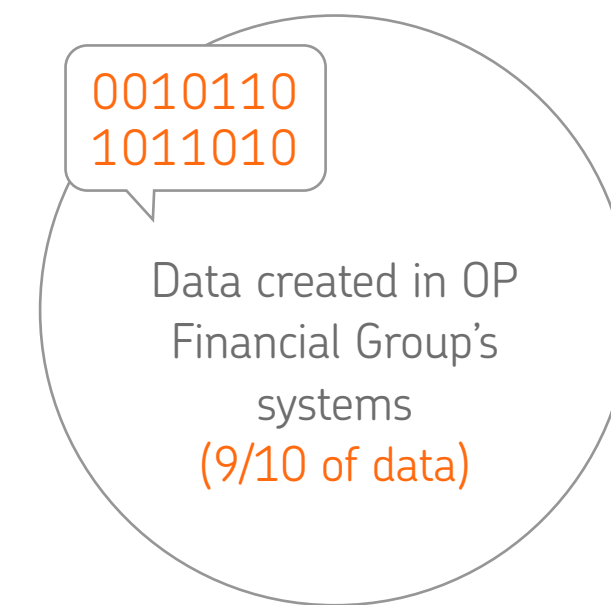 0010110
1011010
Data created in OP
Financial Group’s
systems
(9/10 of data)